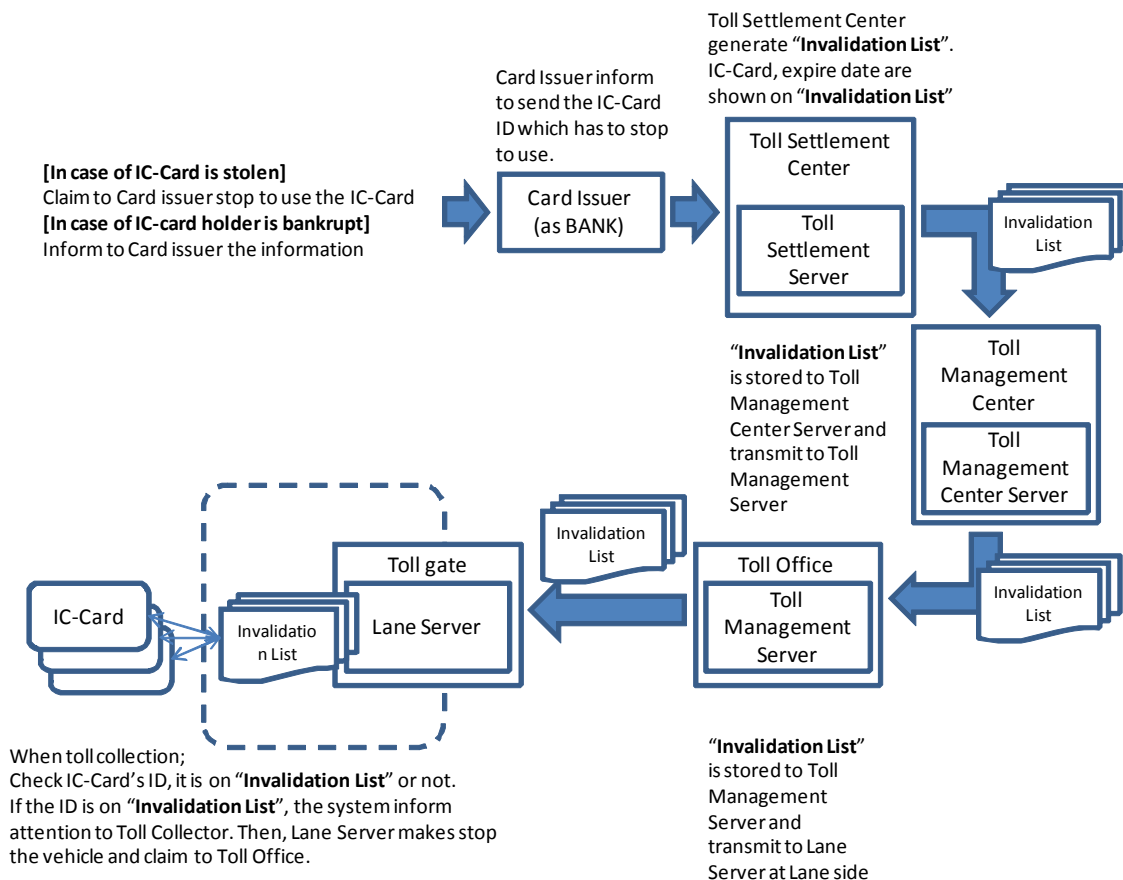 Toll Settlement Center
generate “Invalidation List”.
IC-Card, expire date are
shown on “Invalidation List”
Card Issuer inform
to send the IC-Card
ID which has to stop
to use.
[In case of IC-Card is stolen]
Claim to Card issuer stop to use the IC-Card
[In case of IC-card holder is bankrupt]
Inform to Card issuer the information
Card Issuer
(as BANK)
Toll Settlement
Center
Toll
Settlement
Server
Invalidation
List
“Invalidation List”
is stored to Toll
Management
Center Server and
transmit to Toll
Management
Server
Toll
Management
Center
Toll
Management
Center Server
Invalidation
List
Toll Office
Toll
Management
Server
Invalidation
List
Toll gate
Lane Server
Invalidatio
n List
IC-Card
When toll collection;
Check IC-Card’s ID, it is on “Invalidation List” or not.
If the ID is on “Invalidation List”, the system inform
attention to Toll Collector. Then, Lane Server makes stop
the vehicle and claim to Toll Office.
“Invalidation List”
is stored to Toll
Management
Server and
transmit to Lane
Server at Lane side